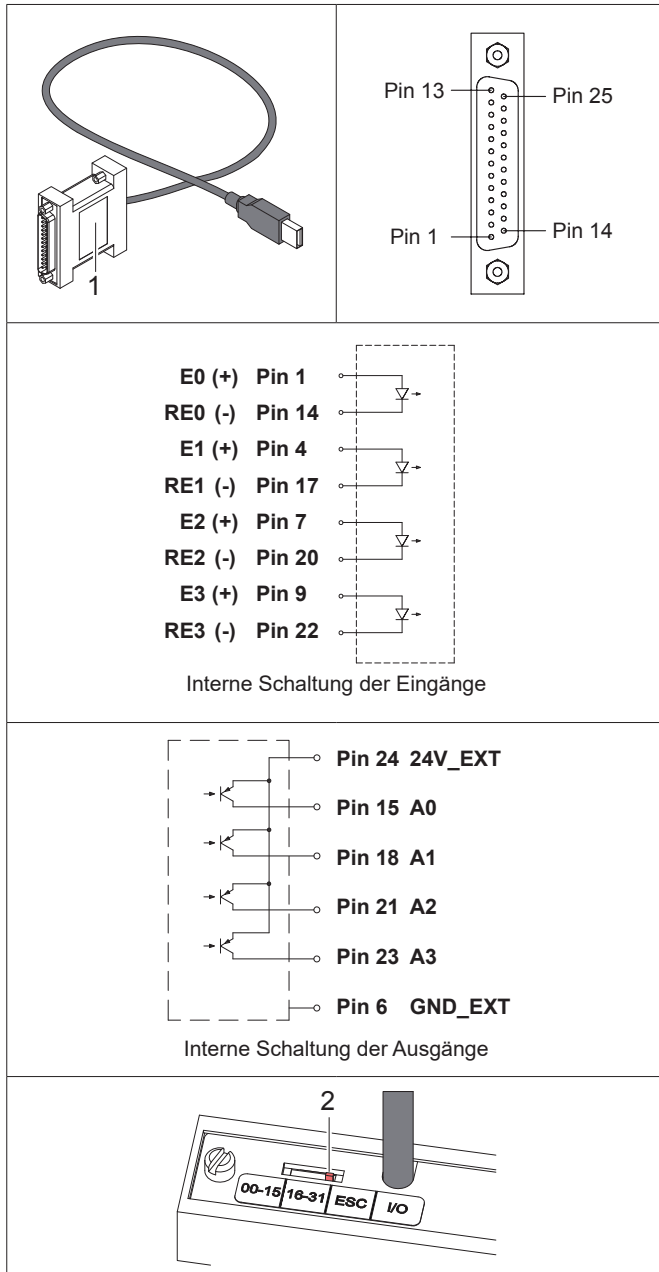 Pin 13
Pin 25
Pin 1
Pin 14
1
E0 (+) Pin 1
RE0 (-) Pin 14
E1 (+) Pin 4
RE1 (-) Pin 17
E2 (+) Pin 7
RE2 (-) Pin 20
E3 (+) Pin 9
RE3 (-) Pin 22
Interne Schaltung der Eingänge
Pin 24 24V_EXT
Pin 15 A0
Pin 18 A1
Pin 21 A2
Pin 23 A3
Pin 6 GND_EXT
Interne Schaltung der Ausgänge
2
00-15 16-31 ESC I/O